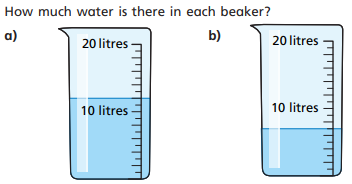 How much water is there in each beaker?
a) b)
20 litres 20 litres
10 litres 10 litres